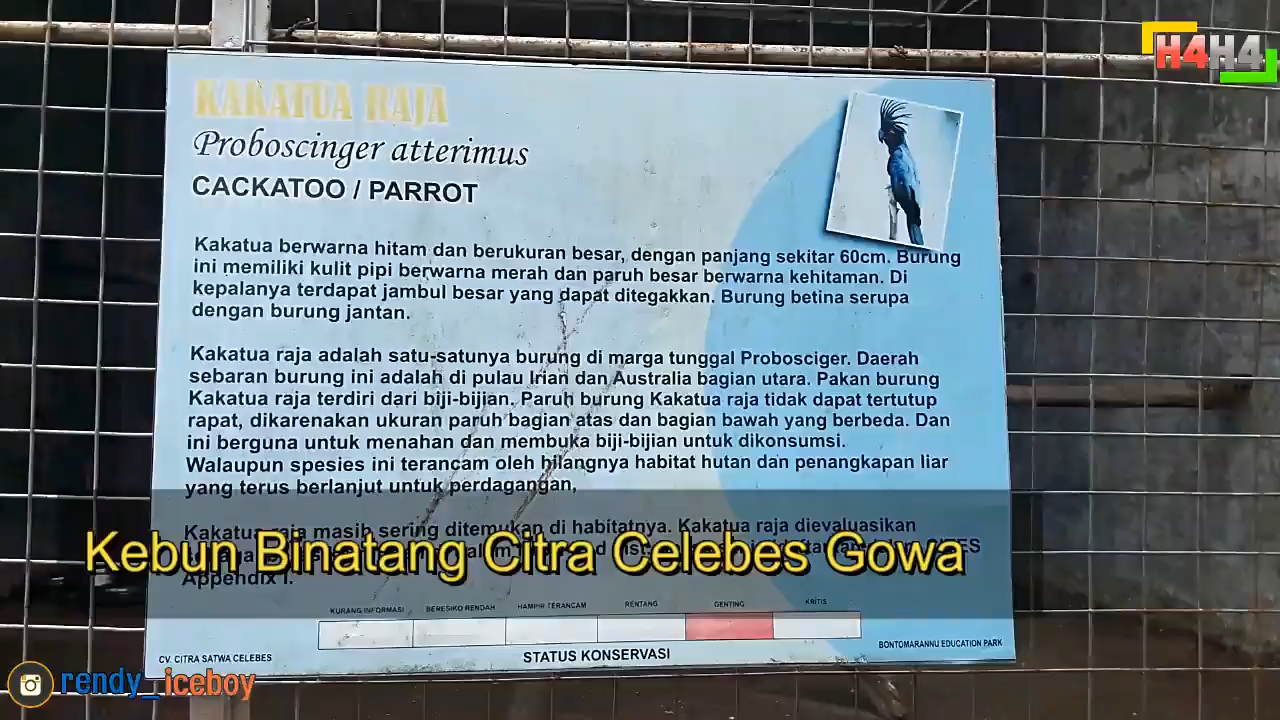 H4H4
KAKATUA RAJA
Proboscinger atterimus
CACKATOO / PARROT
Kakatua berwarna hitam dan berukuran besar, dengan panjang sekitar 60cm. Burung
ini memiliki kulit pipi berwarna merah dan paruh besar berwarna kehitaman. Di
kepalanya terdapat jambul besar yang dapat ditegakkan. Burung betina serupa
dengan burung jantan.
Kakatua raja adalah satu-satunya burung di marga tunggal Probosciger. Daerah
sebaran burung ini adalah di pulau Irian dan Australia bagian utara. Pakan burung
Kakatua raja terdiri dari biji-bijian. Paruh burung Kakatua raja tidak dapat tertutup
rapat, dikarenakan ukuran paruh bagian atas dan bagian bawah yang berbeda. Dan
ini berguna untuk menahan dan membuka biji-bijian untuk dikonsumsi.
Walaupun spesies ini terancam oleh hilangnya habitat hutan dan penangkapan liar
yang terus berlanjut untuk perdagangan,
Kakatua raja masih sering ditemukan di habitatnya. Kakatua raja dievaluasikan
Kebun Binatang Citra Celebes Gowa
Appendix I.
KURANG INFORMASI BERESIKO RENDAH HAMPIR TERANCAM RENTANG GENTING KRITIS
CV. CITRA SATWA CELEBES STATUS KONSERVASI BONTOMARANNU EDUCATION PARK
rendy_iceboy